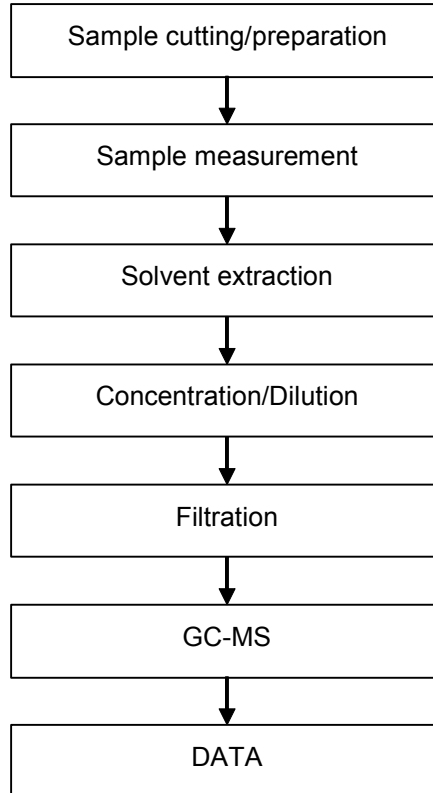 Sample cutting/preparation
Sample measurement
Solvent extraction
Concentration/Dilution
Filtration
GC-MS
DATA